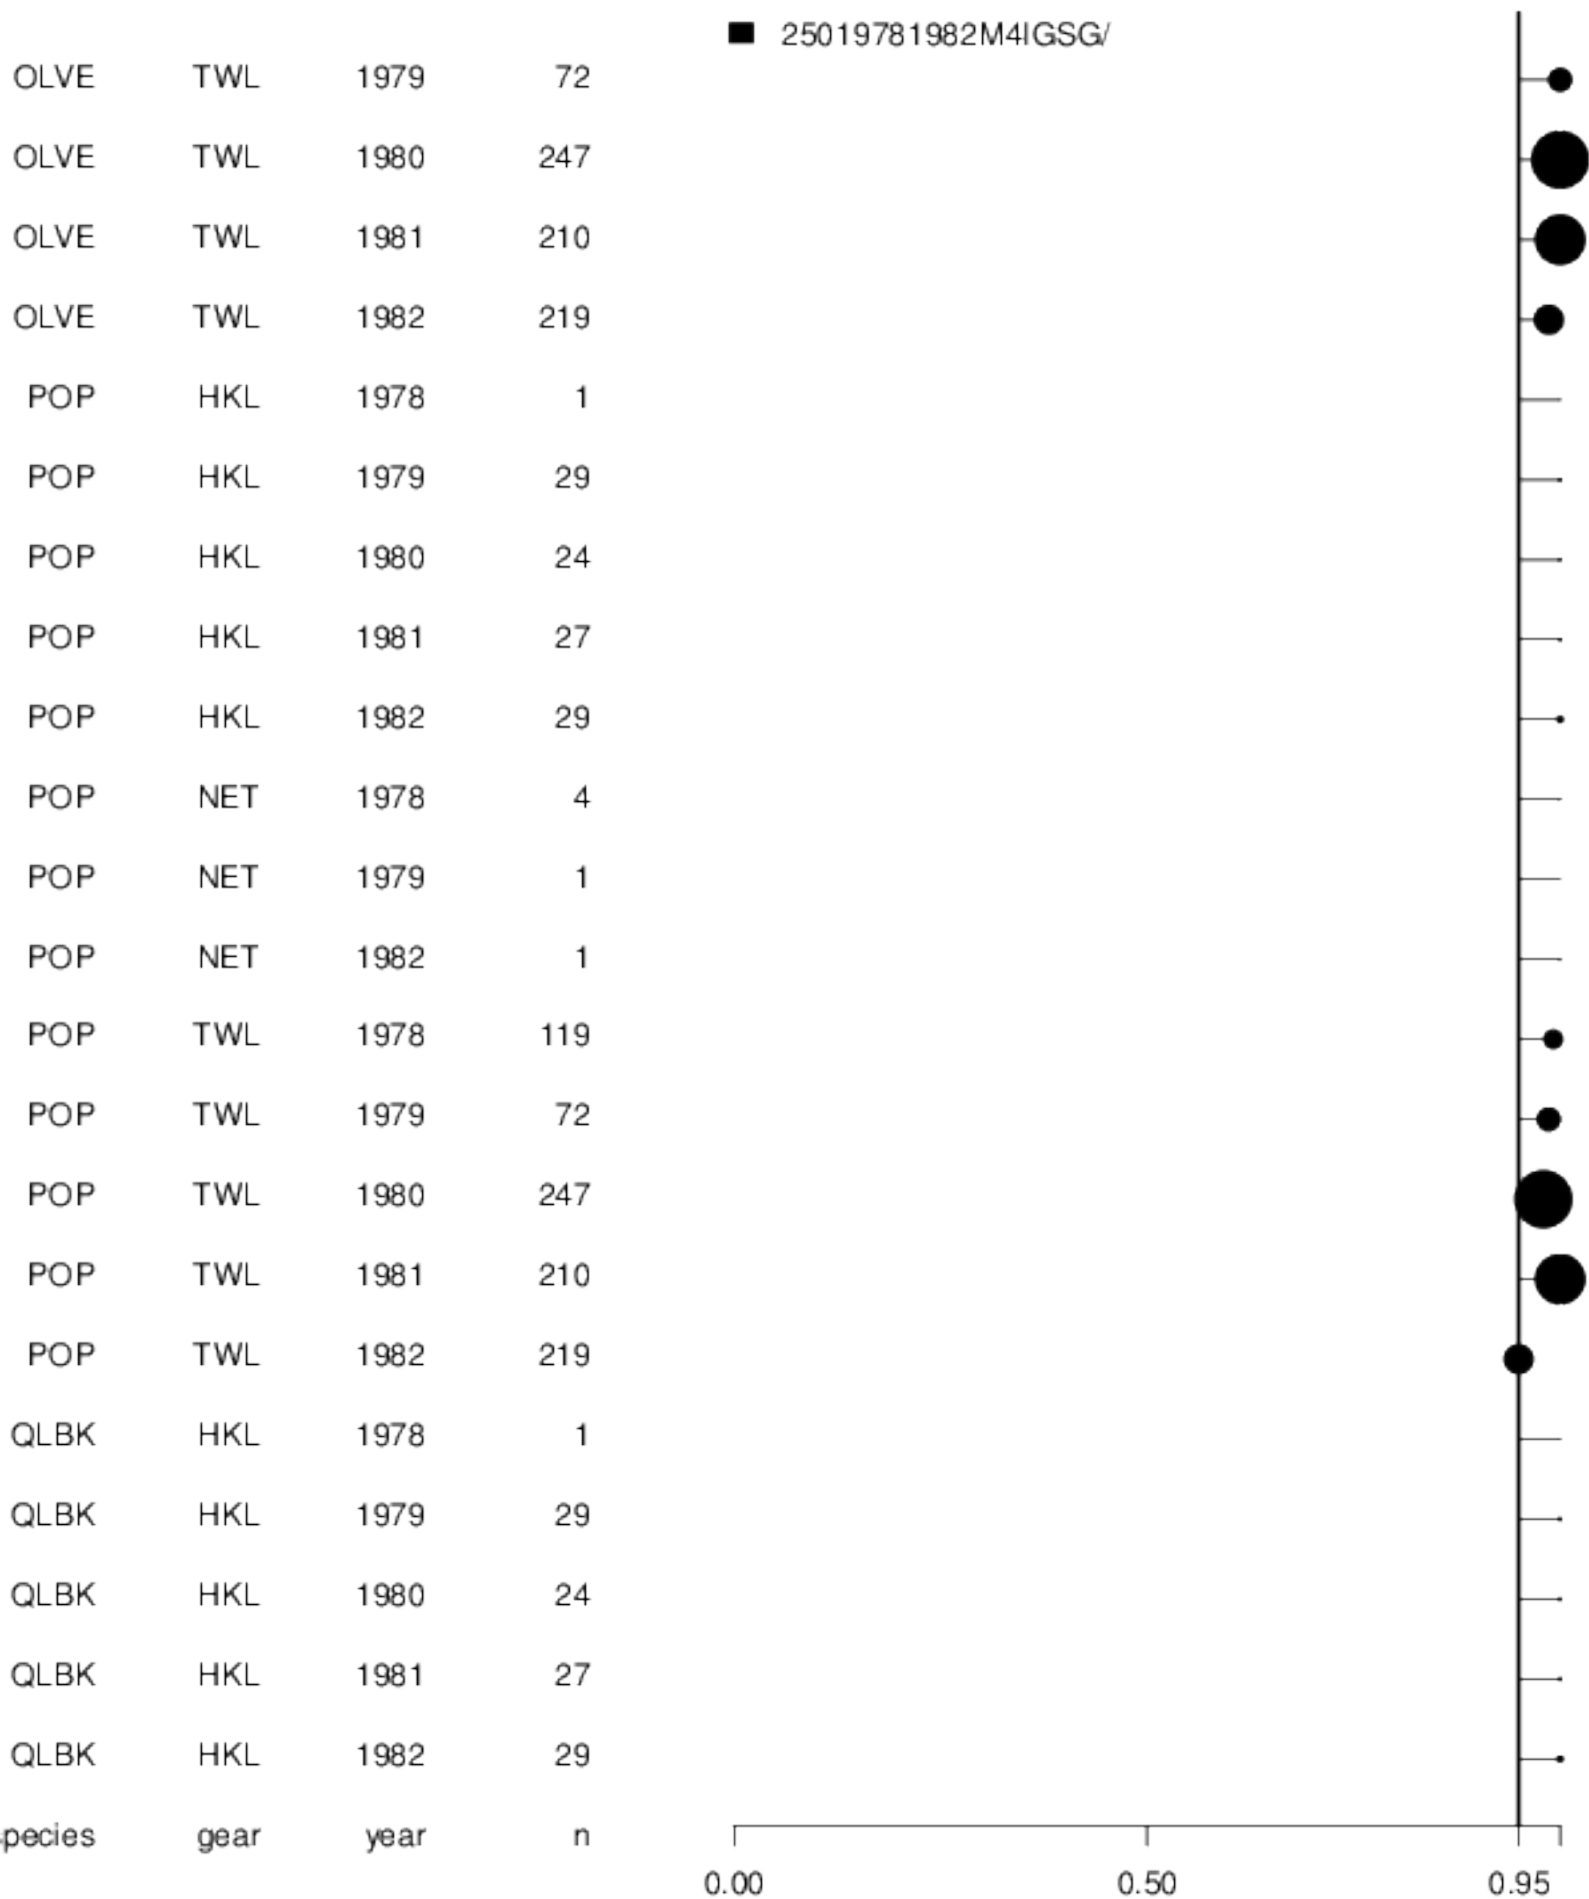 25019781982M4IGSG/
OLVE TWL 1979 72
OLVE TWL 1980 247
OLVE TWL 1981 210
OLVE TWL 1982 219
POP HKL 1978 1
POP HKL 1979 29
POP HKL 1980 24
POP HKL 1981 27
POP HKL 1982 29
POP NET 1978 4
POP NET 1979 1
POP NET 1982 1
POP TWL 1978 119
POP TWL 1979 72
POP TWL 1980 247
POP TWL 1981 210
POP TWL 1982 219
QLBK HKL 1978 1
QLBK HKL 1979 29
QLBK HKL 1980 24
QLBK HKL 1981 27
QLBK HKL 1982 29
pecies gear year n
0.00 0.50 0.95